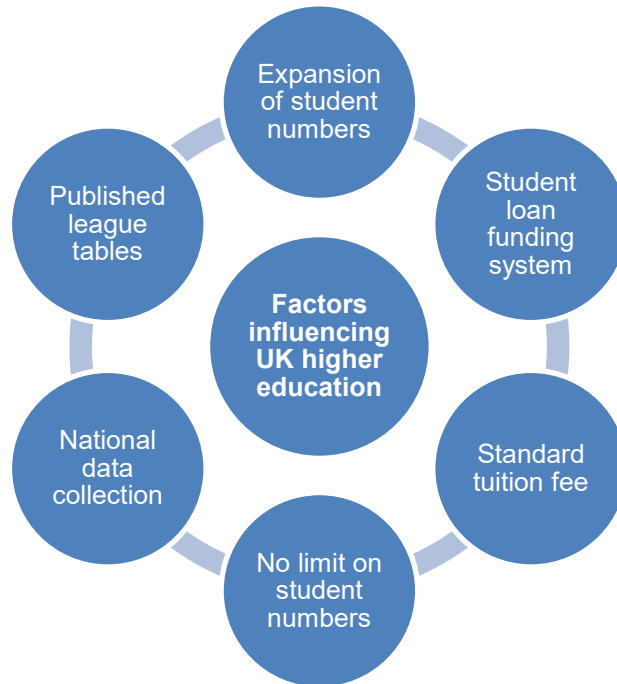 Expansion
of student
numbers
Student
loan
funding
system
Standard
tuition fee
No limit on
student
numbers
National
data
collection
Published
league
tables
Factors
influencing
UK higher
education